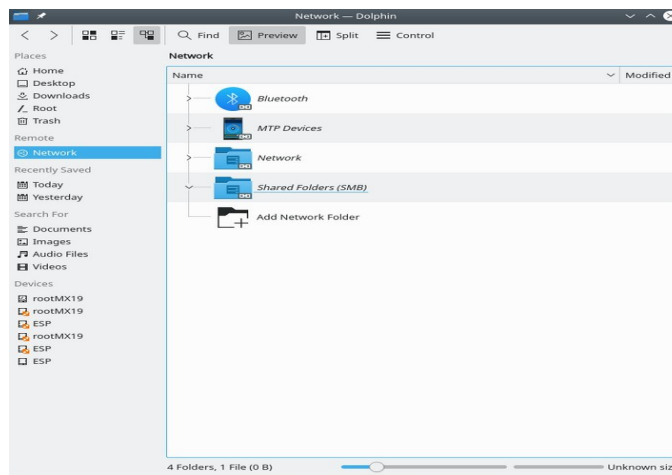 Network — Dolphin
Find Preview Split Control
Places
Home
Desktop
Downloads
Root
Trash
Remote
Network
Recently Saved
Today
Yesterday
Search For
Documents
Images
Audio Files
Videos
Devices
rootMX19
rootMX19
ESP
rootMX19
ESP
ESP
Network
Name Modified
Bluetooth
MTP Devices
Network
Shared Folders (SMB)
Add Network Folder
4 Folders, 1 File (0 B) Unknown siz